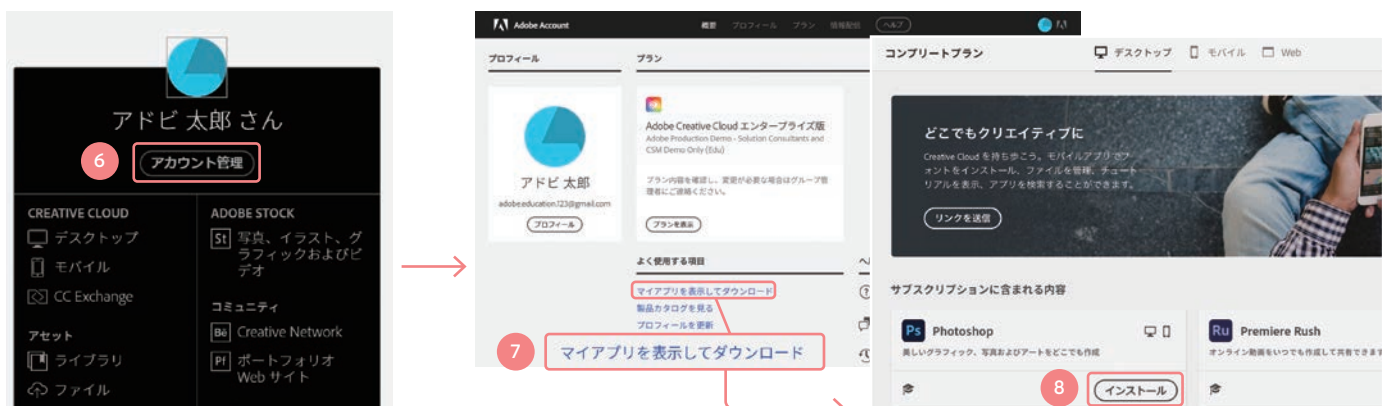 アドビ 太郎 さん
6
アカウント管理
CREATIVE CLOUD
デスクトップ
モバイル
CC Exchange
アセット
ライブラリ
ファイル
ADOBE STOCK
St 写真、イラスト、グ
ラフィックおよびビ
デオ
コミュニティ
Bē Creative Network
Pf ポートフォリオ
Web サイト
Adobe Account
概要 プロフィール プラン 情報配信 ヘルプ
プロフィール
アドビ 太郎
adobe.education.123@gmail.com
プロフィール
プラン
Adobe Creative Cloud エンタープライズ版
Adobe Production Demo - Solution Consultants and
CSM Demo Only (Edu)
プラン内容を確認し、変更が必要な場合はグループ管
理者にご連絡ください。
プランを表示
よく使用する項目
マイアプリを表示してダウンロード
製品カタログを見る
プロフィールを更新
7
マイアプリを表示してダウンロード
コンプリートプラン
デスクトップ モバイル Web
どこでもクリエイティブに
Creative Cloud を持ち歩こう。モバイルアプリでフ
ォントをインストール、ファイルを管理、チュート
リアルを表示、アプリを検索することができます。
リンクを送信
サブスクリプションに含まれる内容
Ps Photoshop
美しいグラフィック、写真およびアートをどこでも作成
8
インストール
Ru Premiere Rush
オンライン動画をいつでも作成して共有できます